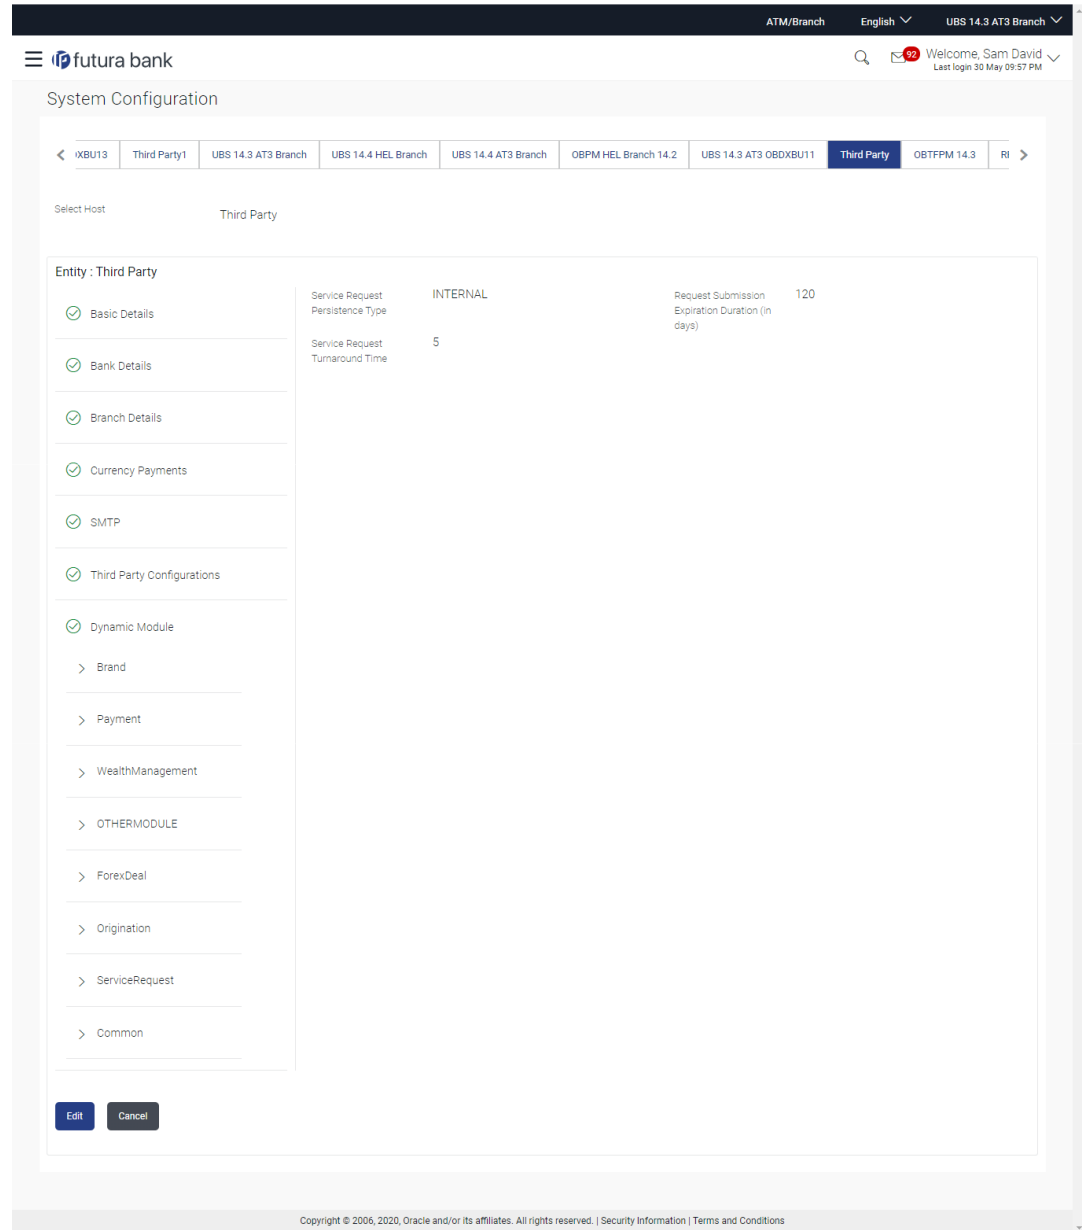 ATM/Branch English UBS 14.3 AT3 Branch
futura bank 92 Welcome, Sam David
Last login 30 May 09:57 PM
System Configuration
XBU13 Third Party1 UBS 14.3 AT3 Branch UBS 14.4 HEL Branch UBS 14.4 AT3 Branch OBPM HEL Branch 14.2 UBS 14.3 AT3 OBDXBU11 Third Party OBTFPM 14.3
Select Host Third Party
Entity : Third Party
Service Request Persistence Type INTERNAL
Request Submission Expiration Duration (in days) 120
Service Request Turnaround Time 5
Basic Details
Bank Details
Branch Details
Currency Payments
SMTP
Third Party Configurations
Dynamic Module
Brand
Payment
WealthManagement
OTHERMODULE
ForexDeal
Origination
ServiceRequest
Common
Edit Cancel
Copyright © 2006, 2020, Oracle and/or its affiliates. All rights reserved. | Security Information | Terms and Conditions